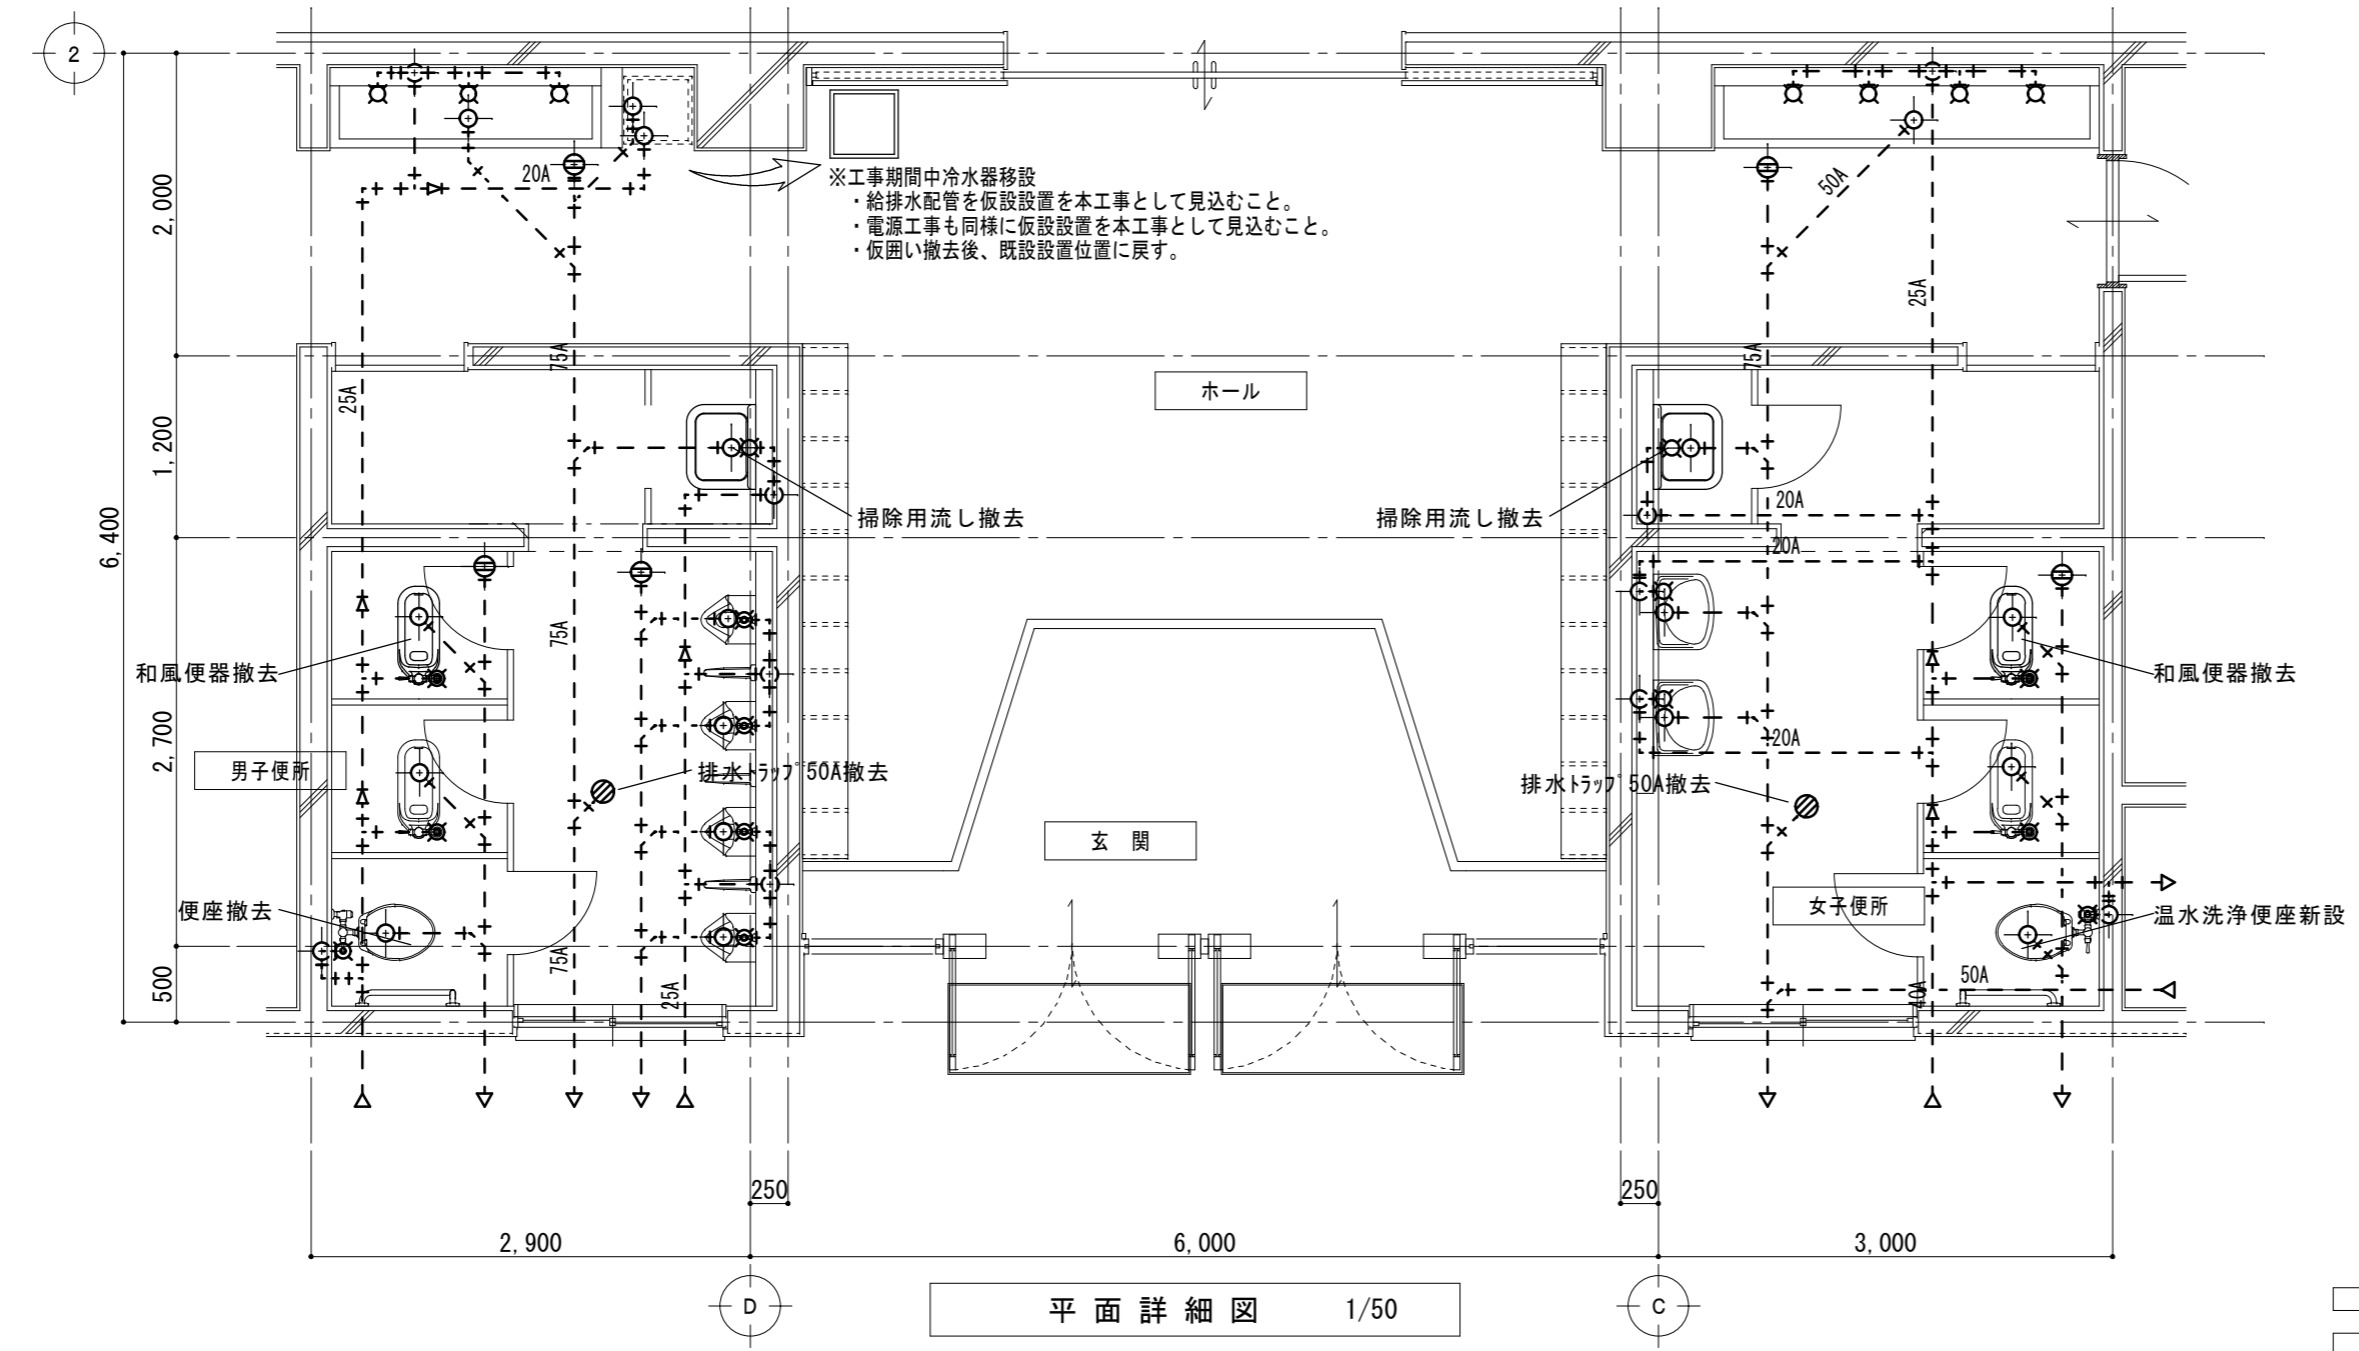 2
20A
※工事期間中冷水器移設
・給排水配管を仮設設置を本工事として見込むこと。
・電源工事も同様に仮設設置を本工事として見込むこと。
・仮囲い撤去後、既設設置位置に戻す。
50A
25A
2,000
75A
75A
25A
ホール
1,200
20A
掃除用流し撤去
掃除用流し撤去
6,400
20A
75A
和風便器撤去
和風便器撤去
2,700
20A
男子便所
排水トラップ50A撤去
排水トラップ50A撤去
玄 関
便座撤去
女子便所
温水洗浄便座新設
75A
500
25A
50A
40A
250
250
2,900
6,000
3,000
D
平面詳細図 1/50
C